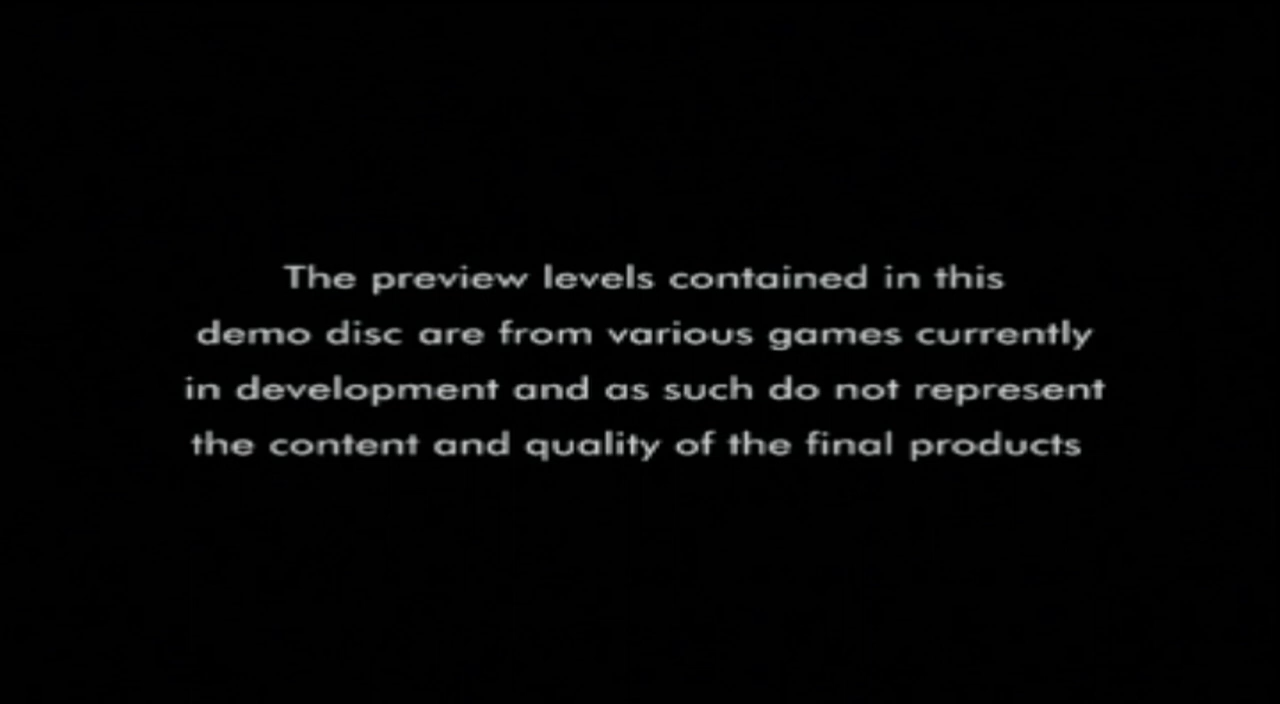 The preview levels contained in this
demo disc are from various games currently
in development and as such do not represent
the content and quality of the final products